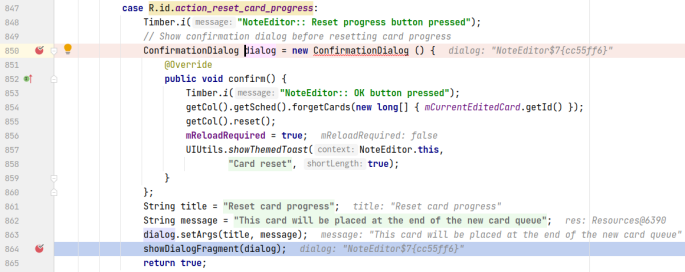 847 case R.id.action_reset_card_progress:
848 Timber.i( message: "NoteEditor:: Reset progress button pressed");
849 // Show confirmation dialog before resetting card progress
850 ConfirmationDialog dialog = new ConfirmationDialog () { dialog: "NoteEditor$7{cc55ff6}"
851 @Override
852 public void confirm() {
853 Timber.i( message: "NoteEditor:: OK button pressed");
854 getCol().getSched().forgetCards(new long[] { mCurrentEditedCard.getId() });
855 getCol().reset();
856 mReloadRequired = true; mReloadRequired: false
857 UIUtils.showThemedToast( context: NoteEditor.this,
858 "Card reset", shortLength: true);
859 }
860 };
861 String title = "Reset card progress"; title: "Reset card progress"
862 String message = "This card will be placed at the end of the new card queue"; res: Resources@6390
863 dialog.setArgs(title, message); message: "This card will be placed at the end of the new card queue"
864 showDialogFragment(dialog); dialog: "NoteEditor$7{cc55ff6}"
865 return true;